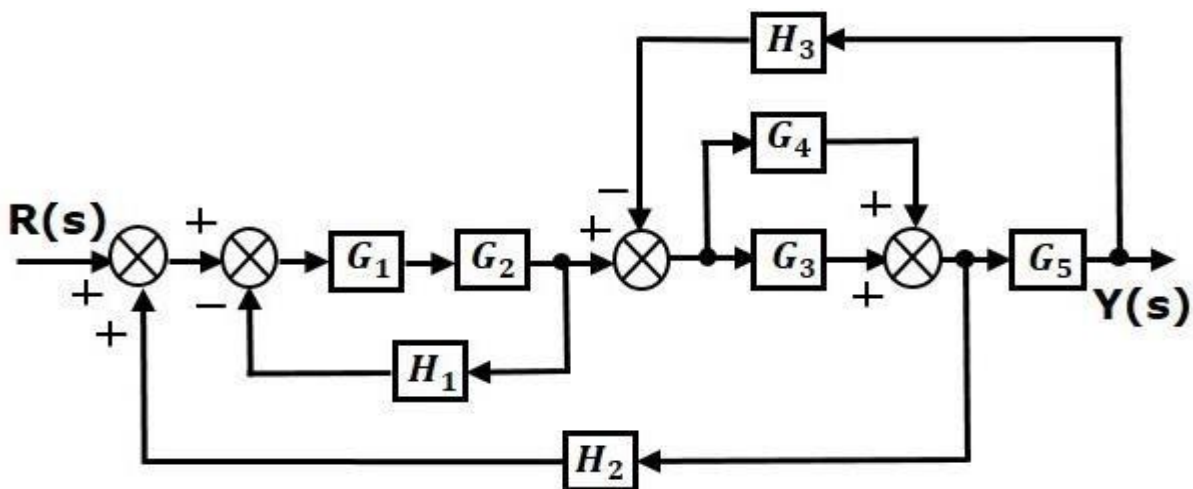 H₃
G₄
R(s) + + − + − + G₁ G₂ + G₃ + + G₅ Y(s)
H₁
H₂